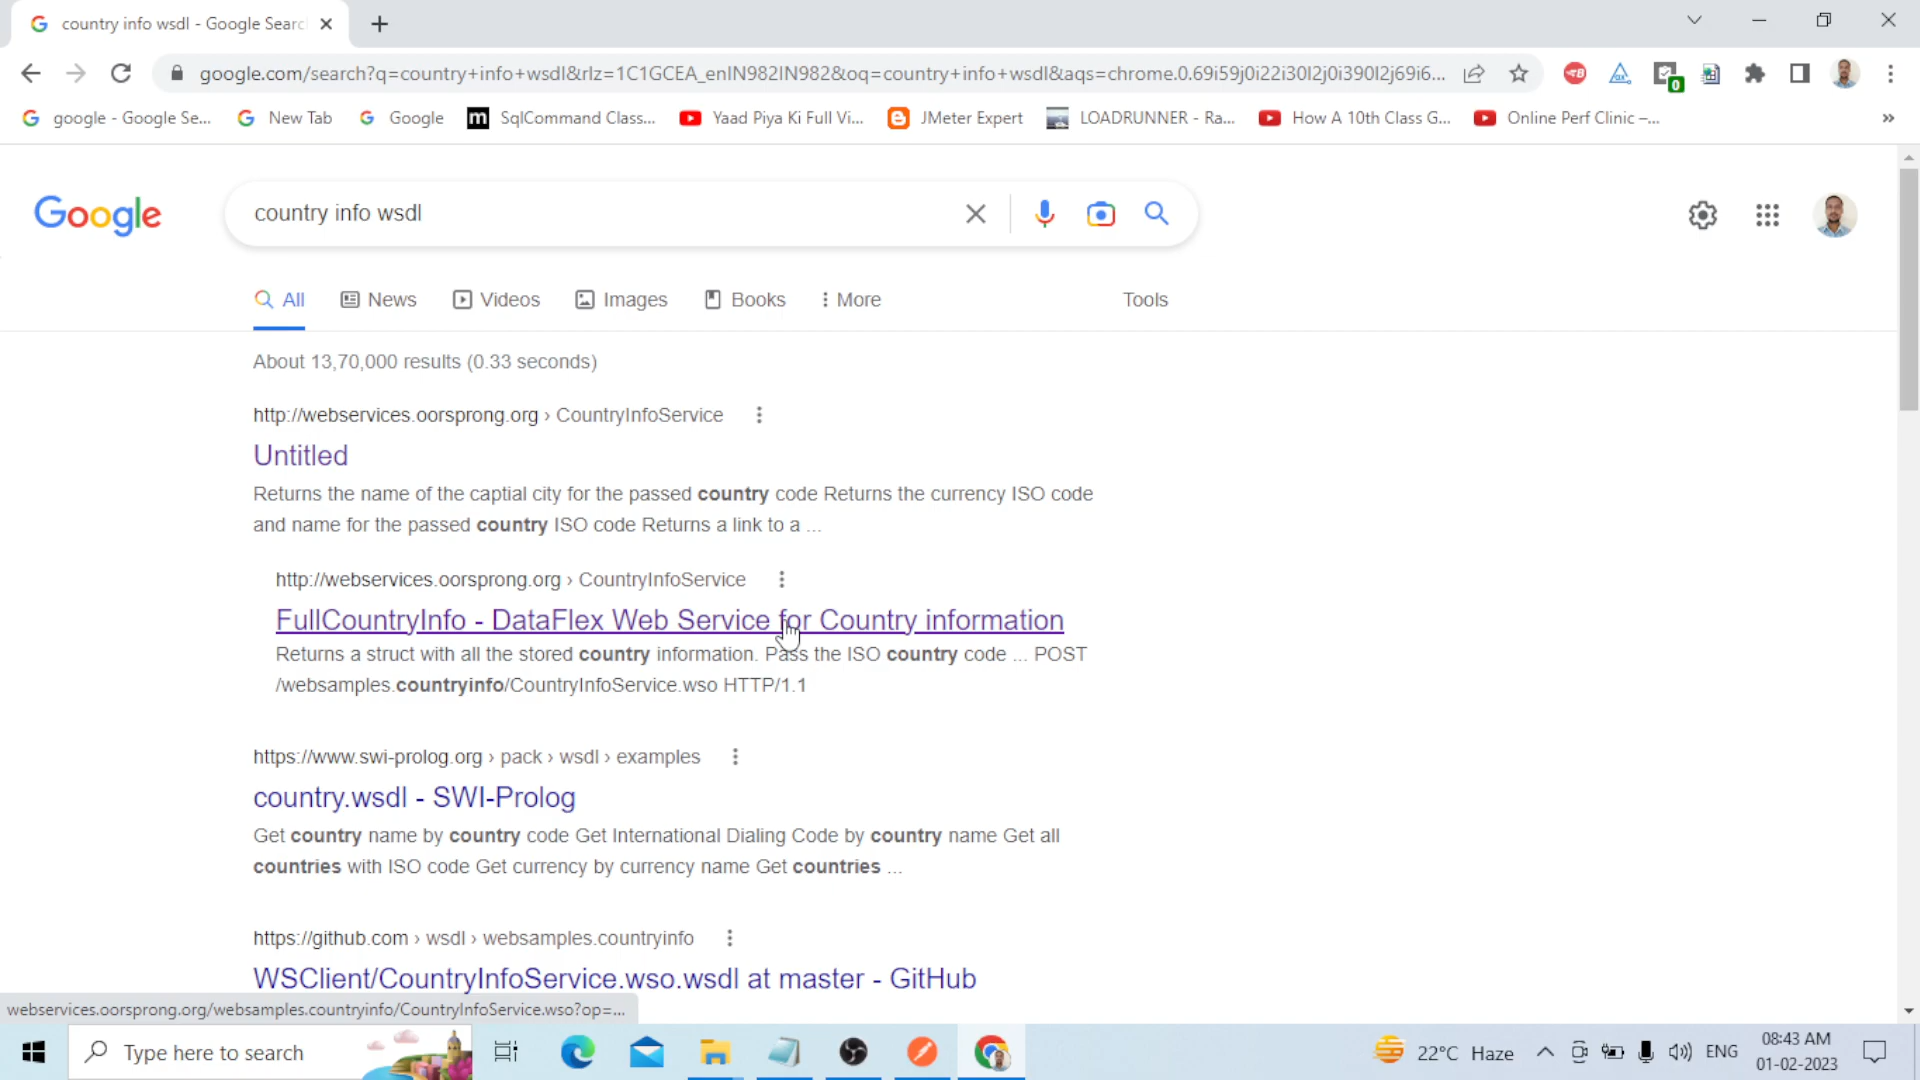 country info wsdl - Google Searc
google.com/search?q=country+info+wsdl&rlz=1C1GCEA_enIN982IN982&oq=country+info+wsdl&aqs=chrome.0.69i59j0i22i30l2j0i390l2j69i6...
google - Google Se... New Tab Google SqlCommand Class... Yaad Piya Ki Full Vi... JMeter Expert LOADRUNNER - Ra... How A 10th Class G... Online Perf Clinic –... »
Google
country info wsdl
All News Videos Images Books More Tools
About 13,70,000 results (0.33 seconds)
http://webservices.oorsprong.org › CountryInfoService
Untitled
Returns the name of the captial city for the passed country code Returns the currency ISO code
and name for the passed country ISO code Returns a link to a ...
http://webservices.oorsprong.org › CountryInfoService
FullCountryInfo - DataFlex Web Service for Country information
Returns a struct with all the stored country information. Pass the ISO country code ... POST
/websamples.countryinfo/CountryInfoService.wso HTTP/1.1
https://www.swi-prolog.org › pack › wsdl › examples
country.wsdl - SWI-Prolog
Get country name by country code Get International Dialing Code by country name Get all
countries with ISO code Get currency by currency name Get countries ...
https://github.com › wsdl › websamples.countryinfo
WSClient/CountryInfoService.wso.wsdl at master - GitHub
webservices.oorsprong.org/websamples.countryinfo/CountryInfoService.wso?op=...
Type here to search
22°C Haze
ENG
08:43 AM
01-02-2023